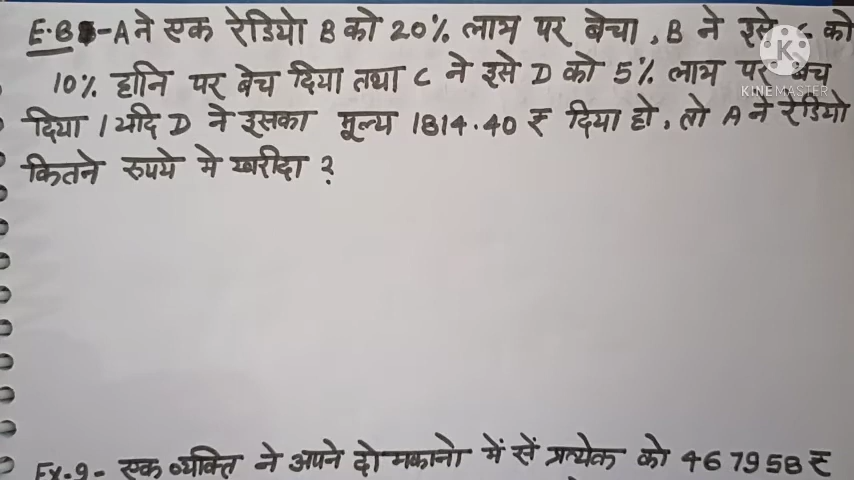 E.8-A ने एक रेडियो B को 20% लाभ पर बेचा, B ने इसे C को
10% हानि पर बेच दिया तथा C ने इसे D को 5% लाभ पर बेच
KINEMASTER
दिया। यदि D ने इसका मूल्य 1814.40 ₹ दिया हो, तो A ने रेडियो
कितने रुपये मे खरीदा ?
Ex.9- एक व्यक्ति ने अपने दो मकानो में सें प्रत्येक को 467958 ₹